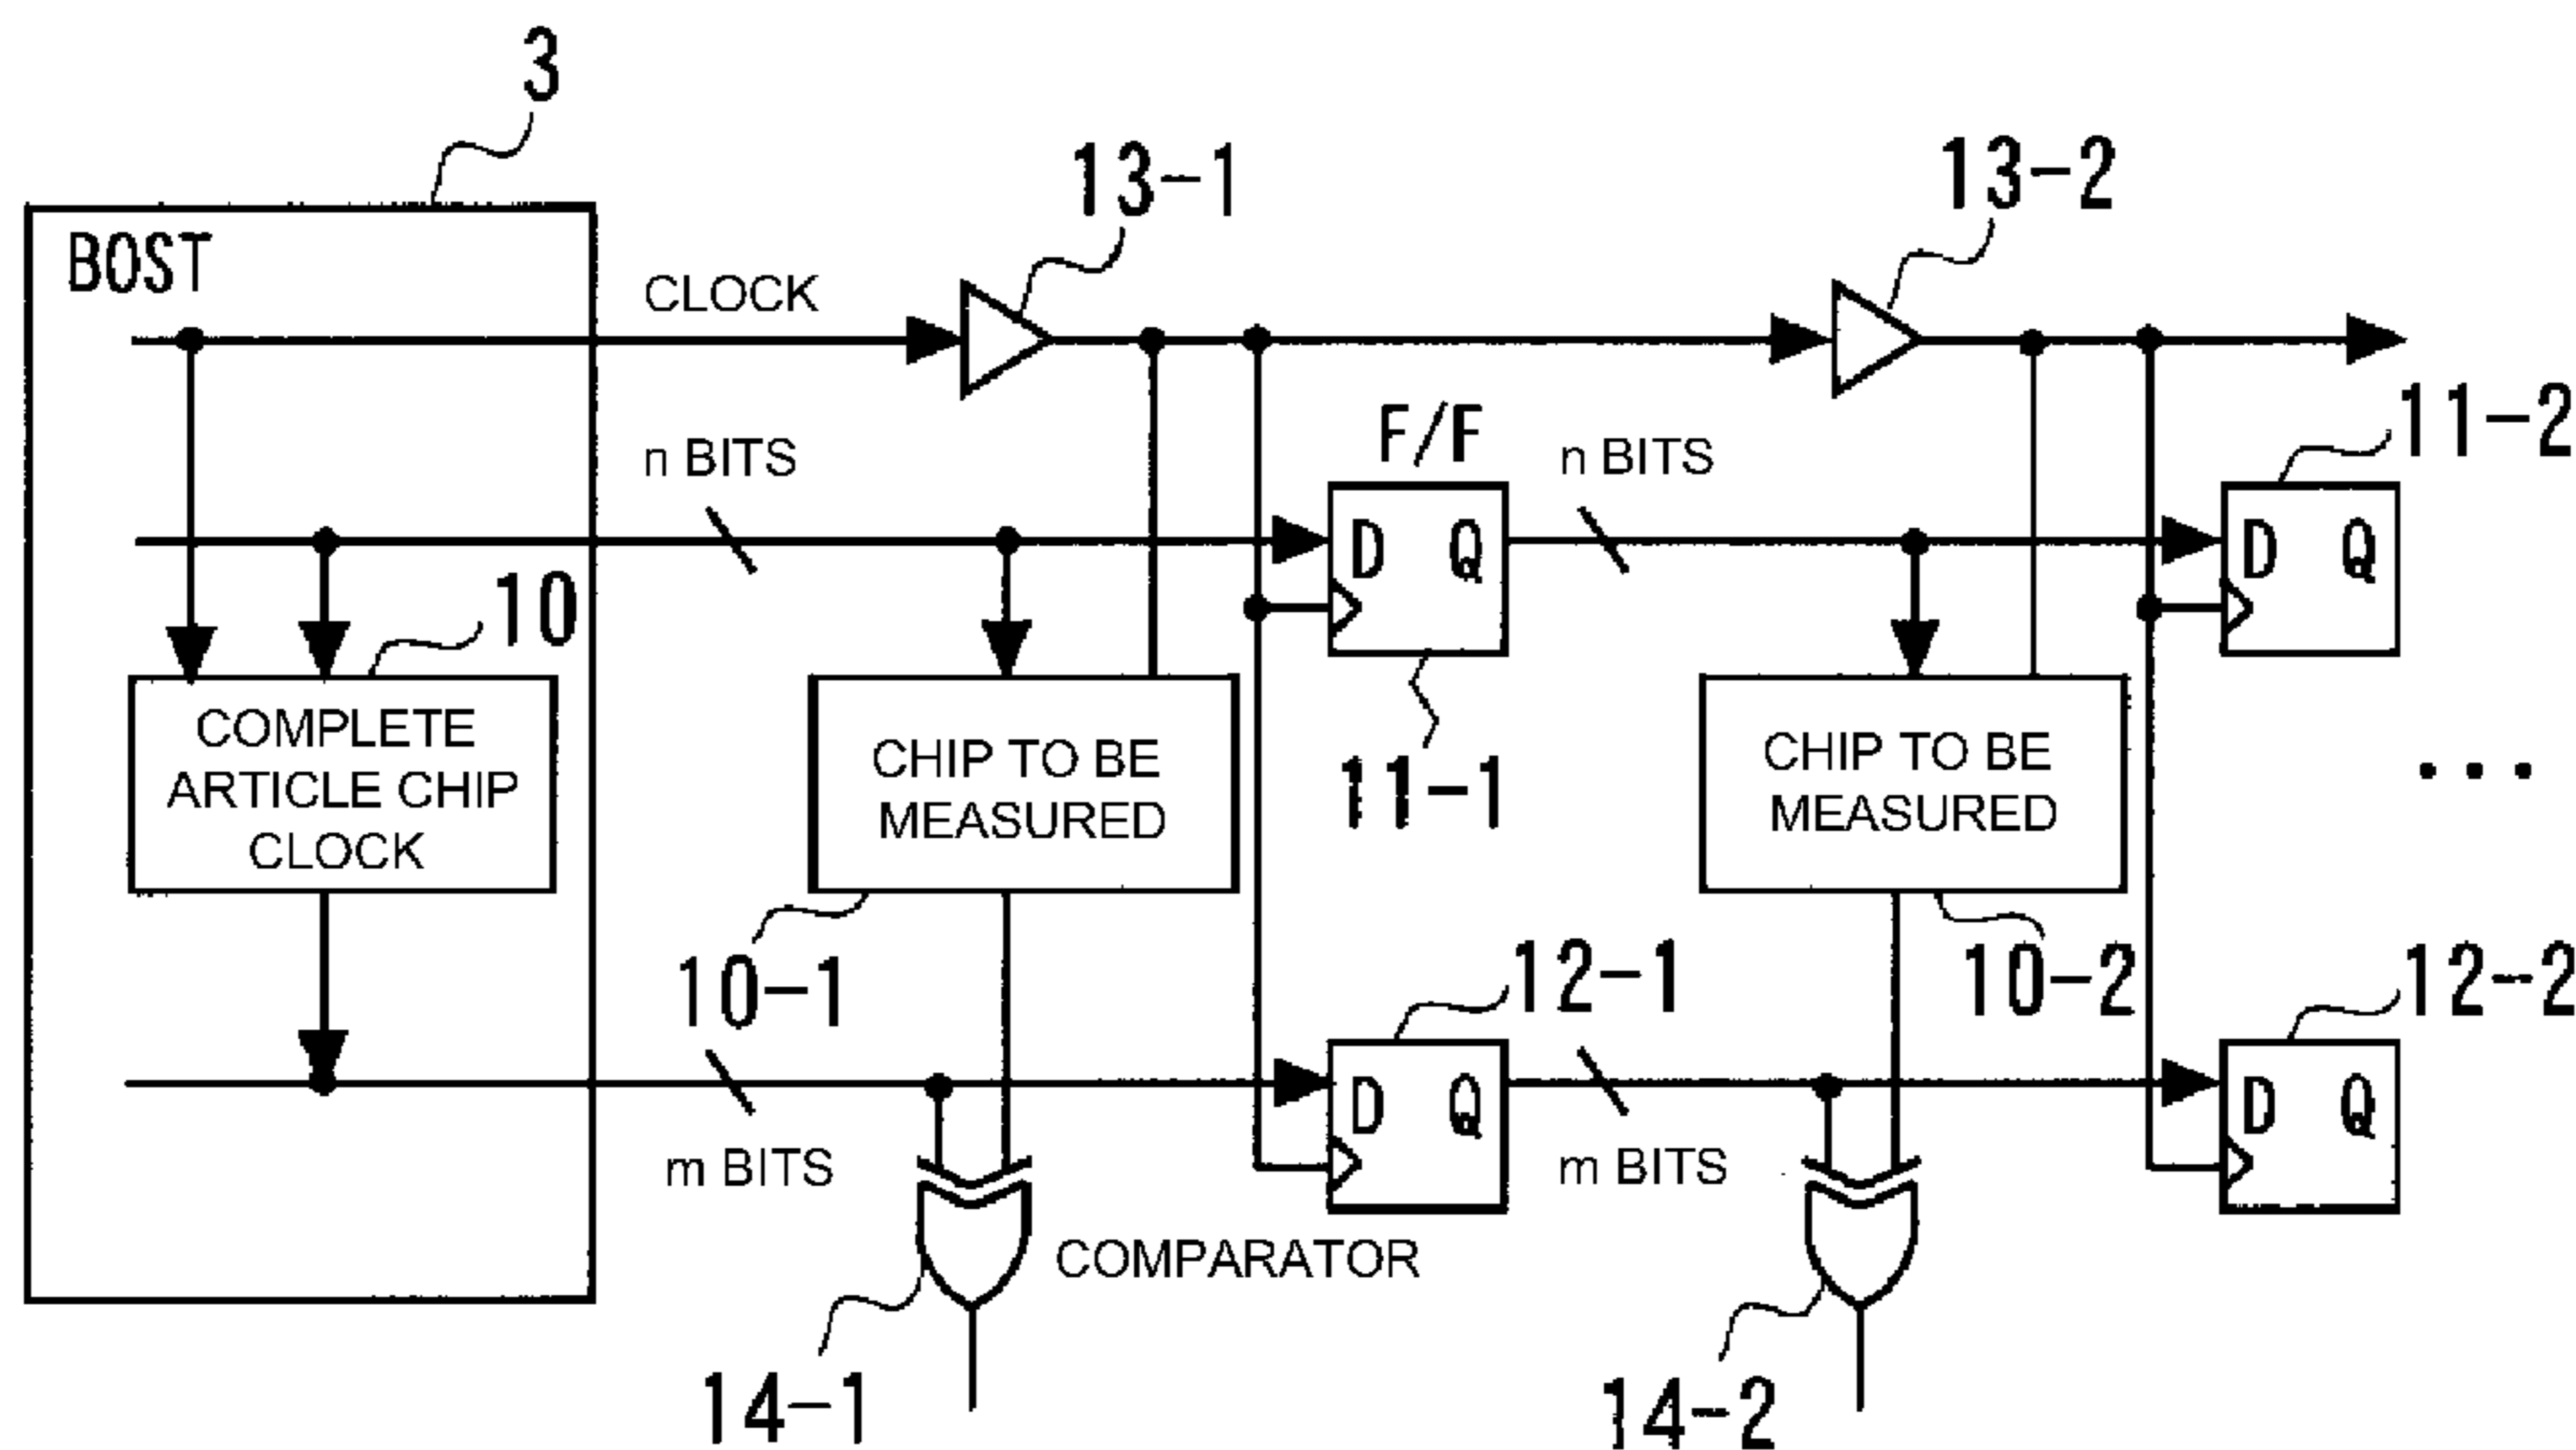 3
13-1
13-2
BOST
CLOCK
11-2
n BITS
F/F
n BITS
D Q
D Q
10
COMPLETE
ARTICLE CHIP
CLOCK
CHIP TO BE
MEASURED
11-1
CHIP TO BE
MEASURED
...
10-1
12-1
10-2
12-2
D Q
D Q
m BITS
m BITS
COMPARATOR
14-1
14-2